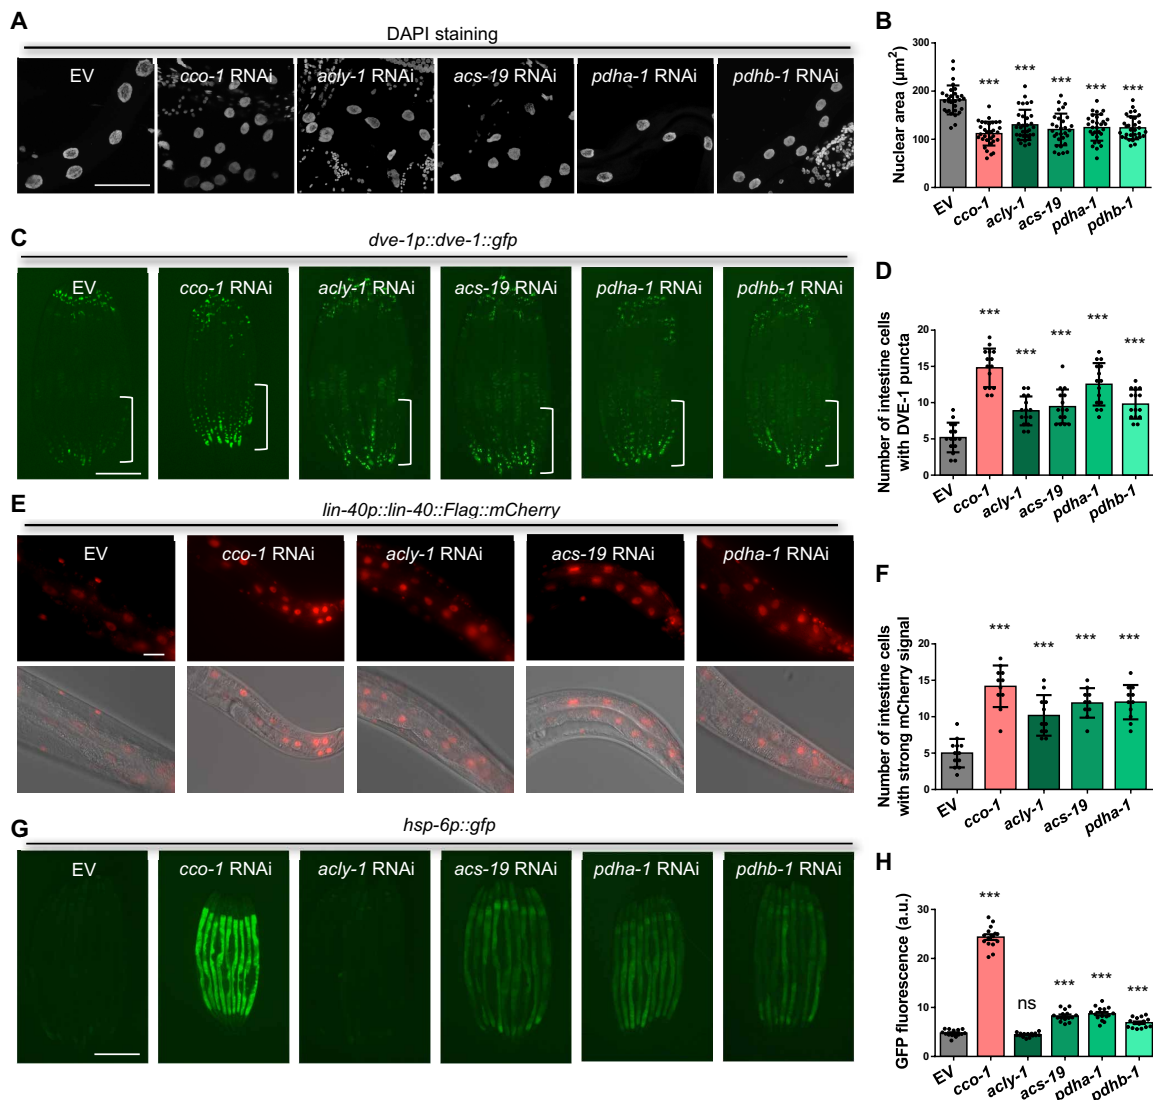 A
DAPI staining
EV
cco-1 RNAi
acly-1 RNAi
acs-19 RNAi
pdha-1 RNAi
pdhb-1 RNAi
B
Nuclear area (µm²)
300
200
100
0
***
***
***
***
***
EV
cco-1
acly-1
acs-19
pdha-1
pdhb-1
C
dve-1p::dve-1::gfp
EV
cco-1 RNAi
acly-1 RNAi
acs-19 RNAi
pdha-1 RNAi
pdhb-1 RNAi
D
Number of intestine cells
with DVE-1 puncta
20
15
10
5
0
***
***
***
***
***
EV
cco-1
acly-1
acs-19
pdha-1
pdhb-1
E
lin-40p::lin-40::Flag::mCherry
EV
cco-1 RNAi
acly-1 RNAi
acs-19 RNAi
pdha-1 RNAi
F
Number of intestine cells
with strong mCherry signal
20
15
10
5
0
***
***
***
***
EV
cco-1
acly-1
acs-19
pdha-1
G
hsp-6p::gfp
EV
cco-1 RNAi
acly-1 RNAi
acs-19 RNAi
pdha-1 RNAi
pdhb-1 RNAi
H
GFP fluorescence (a.u.)
30
20
10
0
***
ns
***
***
***
EV
cco-1
acly-1
acs-19
pdha-1
pdhb-1